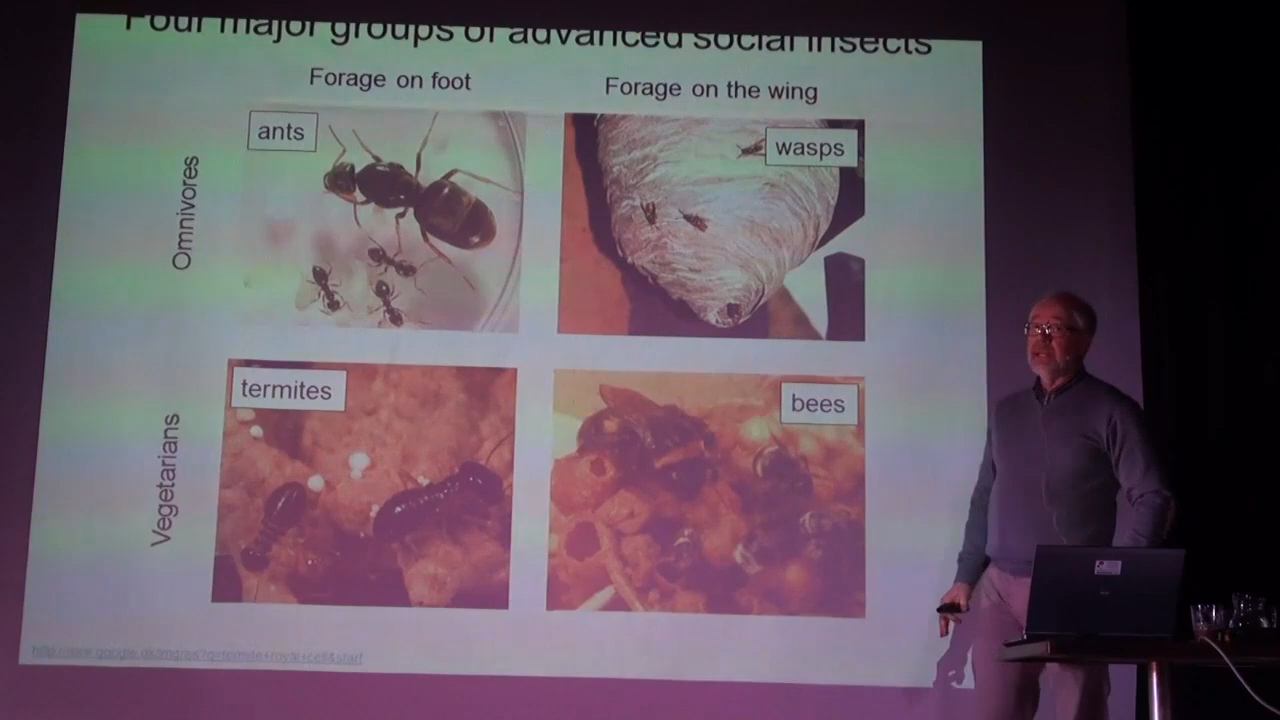 Four major groups of advanced social insects
Forage on foot
Forage on the wing
Omnivores
ants
wasps
Vegetarians
termites
bees